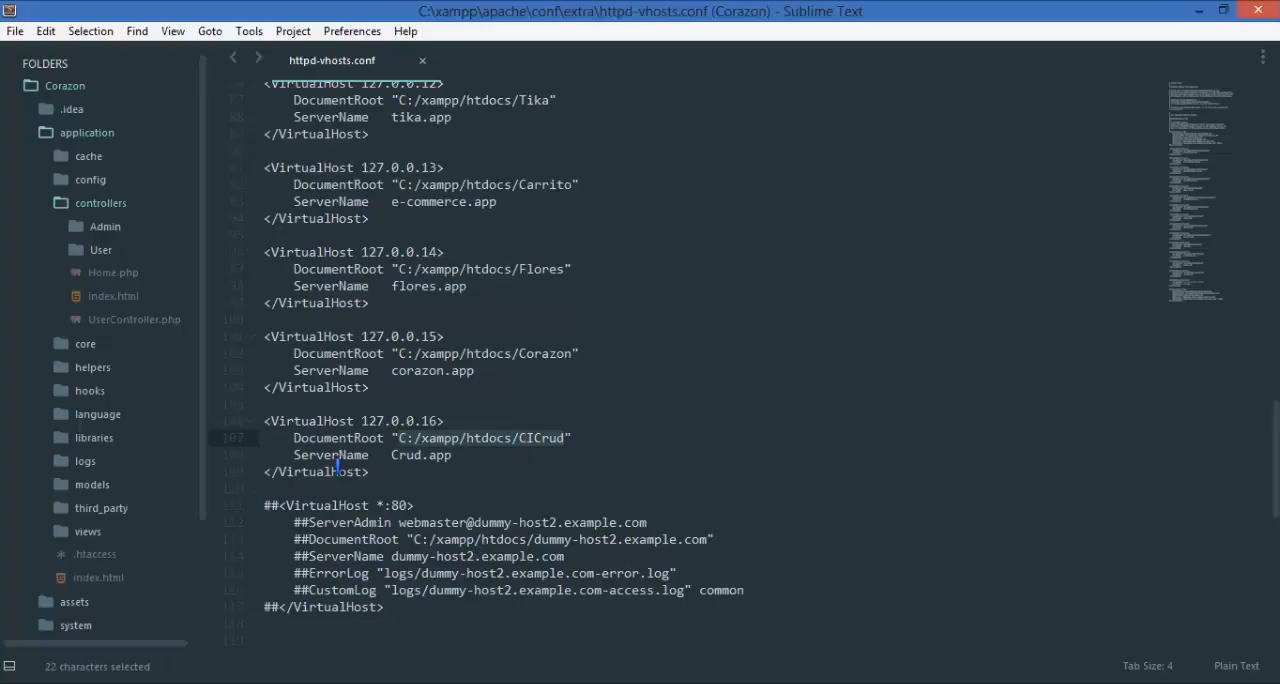 C:\xampp\apache\conf\extra\httpd-vhosts.conf (Corazon) - Sublime Text
File Edit Selection Find View Goto Tools Project Preferences Help
FOLDERS
Corazon
.idea
application
cache
config
controllers
Admin
User
Home.php
index.html
UserController.php
core
helpers
hooks
language
libraries
logs
models
third_party
views
.htaccess
index.html
assets
system
httpd-vhosts.conf
<VirtualHost 127.0.0.12>
DocumentRoot "C:/xampp/htdocs/Tika"
ServerName tika.app
</VirtualHost>
<VirtualHost 127.0.0.13>
DocumentRoot "C:/xampp/htdocs/Carrito"
ServerName e-commerce.app
</VirtualHost>
<VirtualHost 127.0.0.14>
DocumentRoot "C:/xampp/htdocs/Flores"
ServerName flores.app
</VirtualHost>
<VirtualHost 127.0.0.15>
DocumentRoot "C:/xampp/htdocs/Corazon"
ServerName corazon.app
</VirtualHost>
<VirtualHost 127.0.0.16>
107 DocumentRoot "C:/xampp/htdocs/CICrud"
ServerName Crud.app
</VirtualHost>
##<VirtualHost *:80>
##ServerAdmin webmaster@dummy-host2.example.com
##DocumentRoot "C:/xampp/htdocs/dummy-host2.example.com"
##ServerName dummy-host2.example.com
##ErrorLog "logs/dummy-host2.example.com-error.log"
##CustomLog "logs/dummy-host2.example.com-access.log" common
##</VirtualHost>
22 characters selected
Tab Size: 4 Plain Text